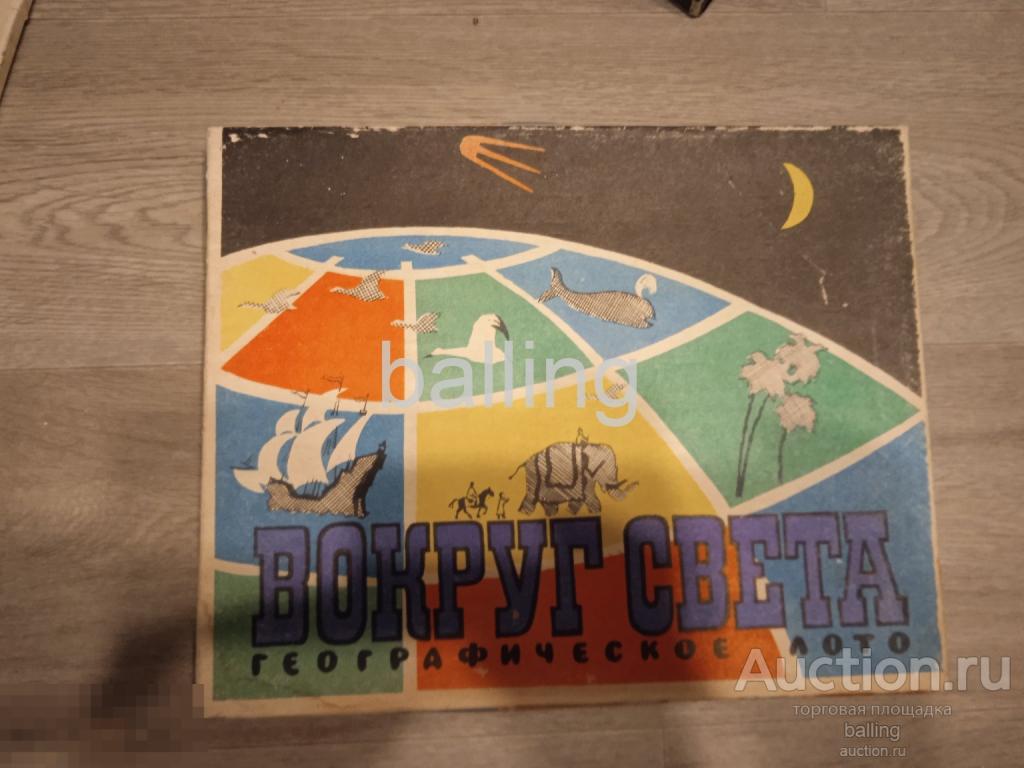 balling
ВОКРУГ СВЕТА
ГЕОГРАФИЧЕСКОЕ ЛОТО
Auction.ru
торговая площадка
balling
auction.ru